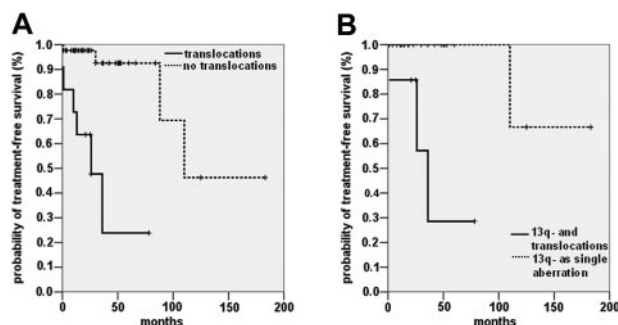 A
probability of treatment-free survival (%)
1.0
0.9
0.8
0.7
0.6
0.5
0.4
0.3
0.2
0.1
0.0
translocations
no translocations
0 50 100 150 200
months
B
probability of treatment-free survival (%)
1.0
0.9
0.8
0.7
0.6
0.5
0.4
0.3
0.2
0.1
0.0
13q- and
translocations
13q- as single
aberration
0 50 100 150 200
months